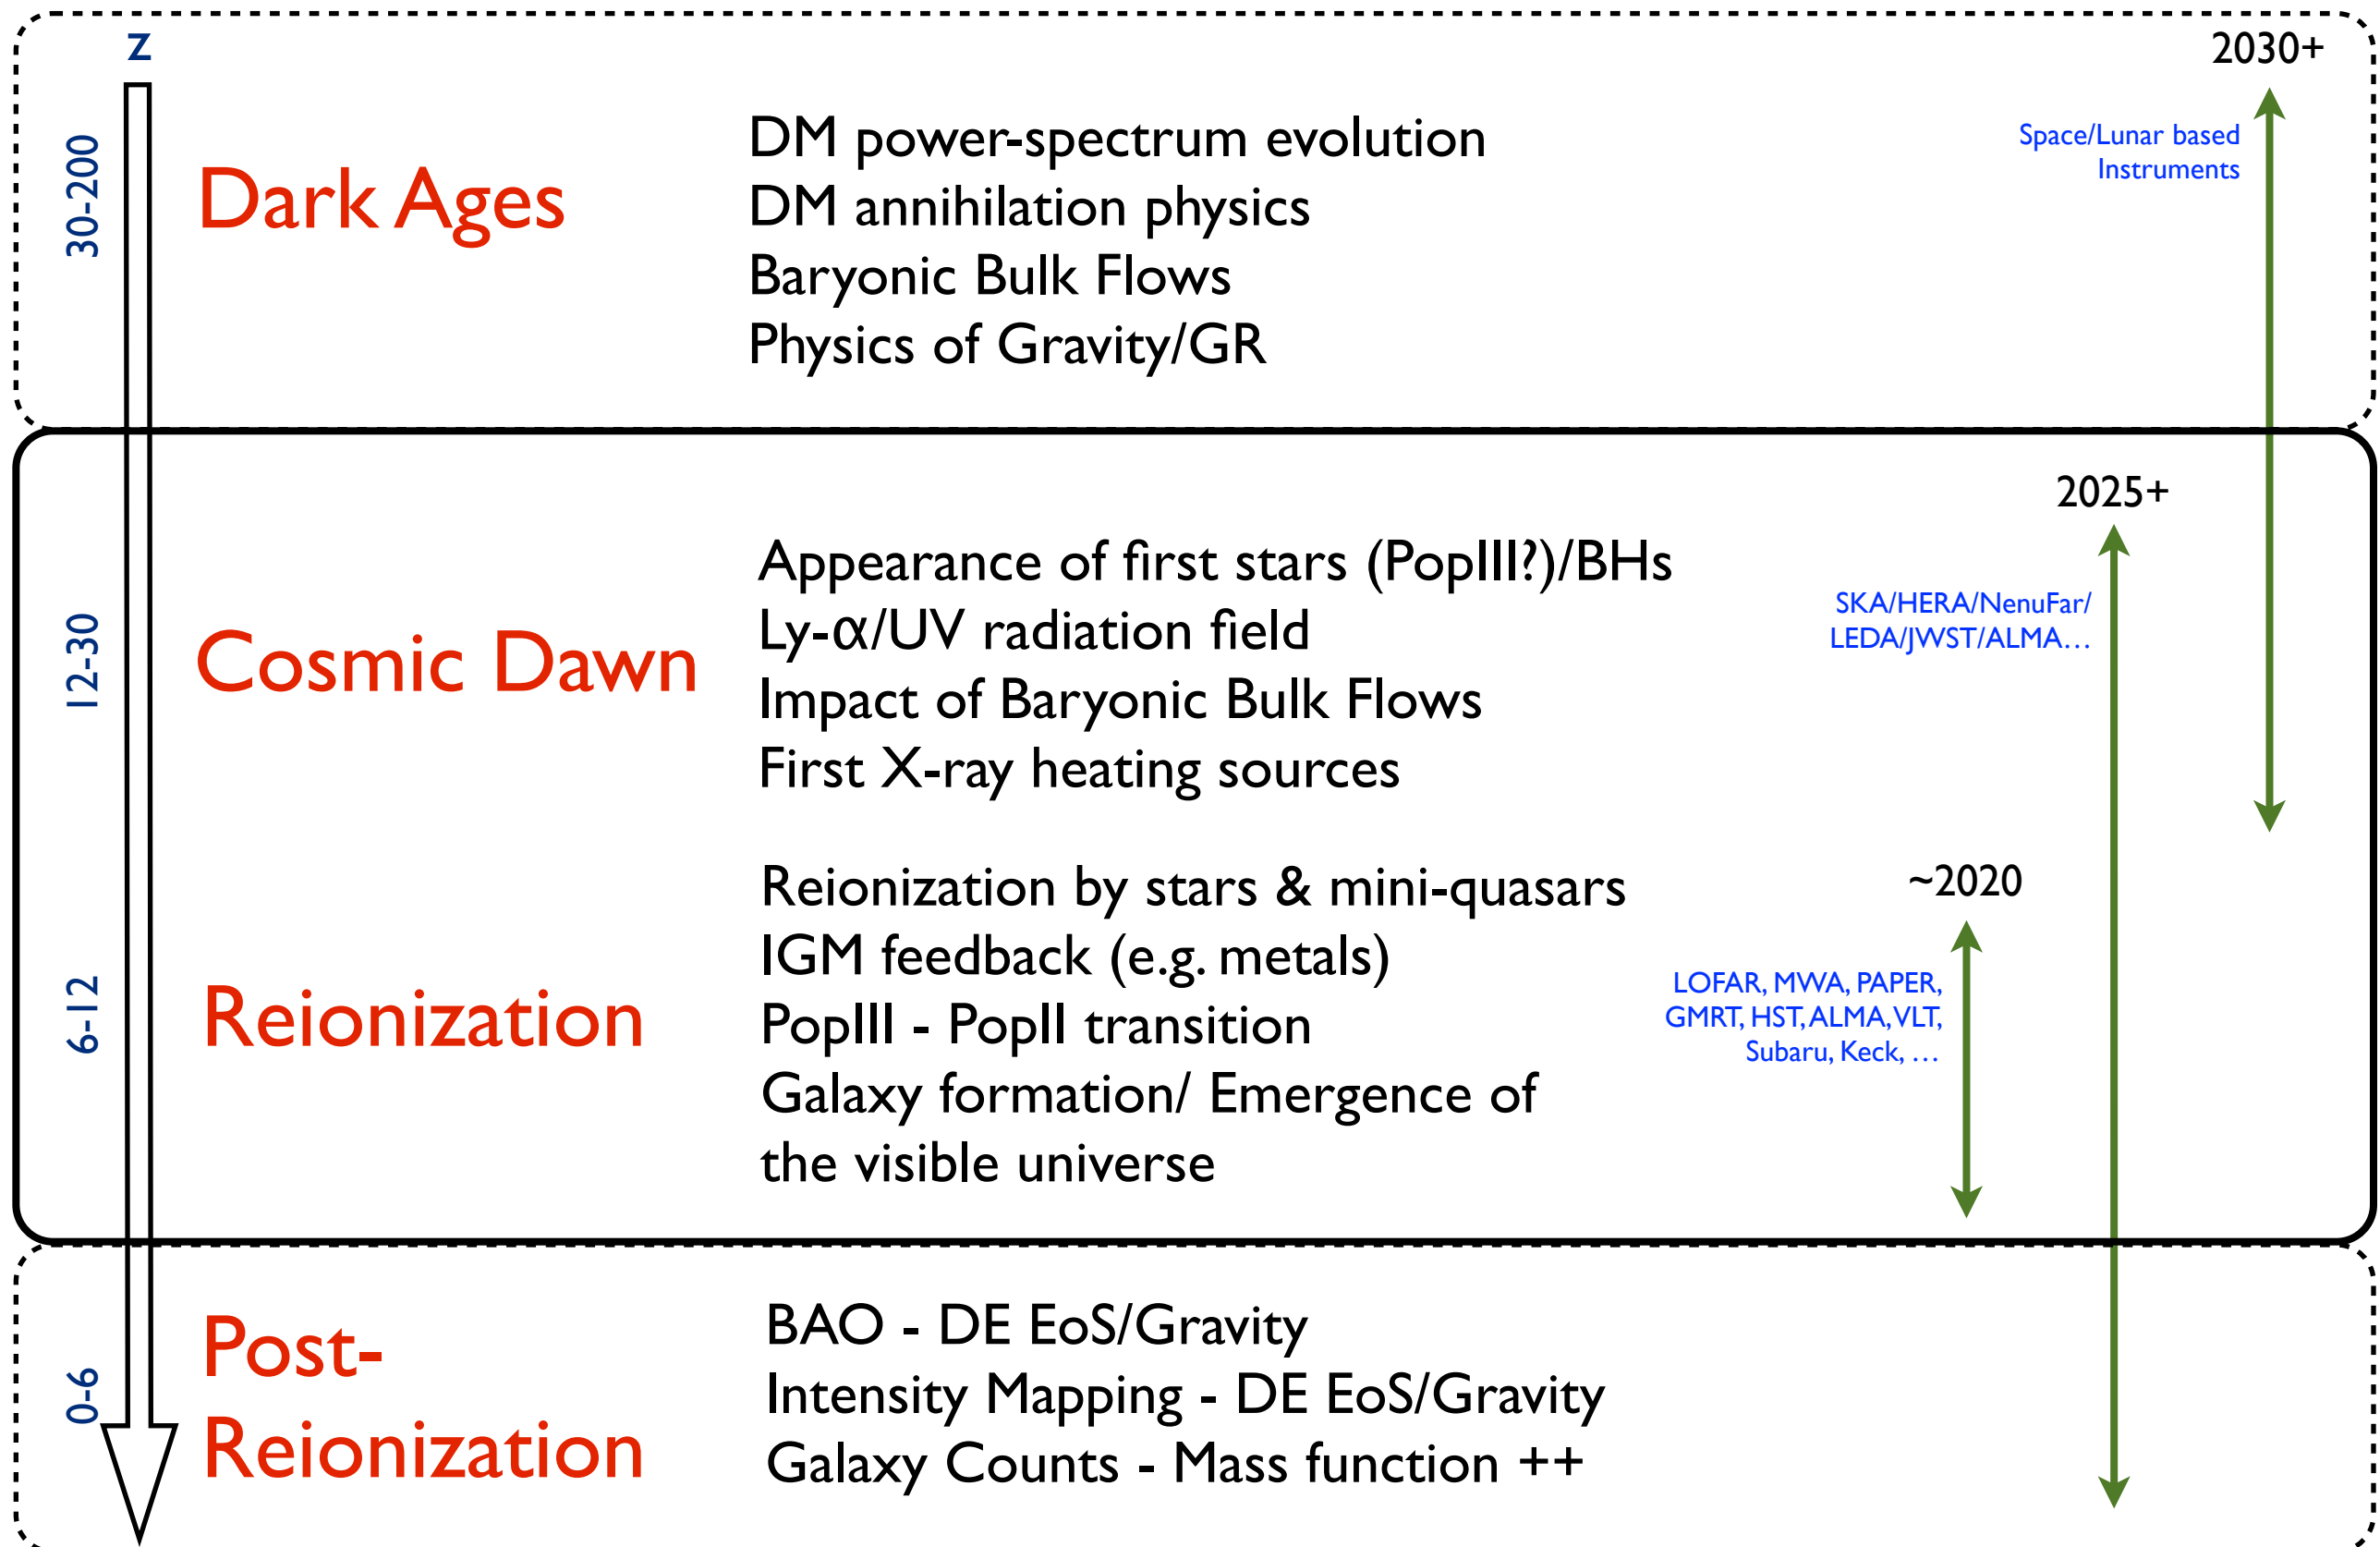 z
2030+
30-200
Dark Ages
DM power-spectrum evolution
DM annihilation physics
Baryonic Bulk Flows
Physics of Gravity/GR
Space/Lunar based
Instruments
2025+
12-30
Cosmic Dawn
Appearance of first stars (PopIII?)/BHs
Ly-α/UV radiation field
Impact of Baryonic Bulk Flows
First X-ray heating sources
SKA/HERA/NenuFar/
LEDA/JWST/ALMA…
~2020
6-12
Reionization
Reionization by stars & mini-quasars
IGM feedback (e.g. metals)
PopIII - PopII transition
Galaxy formation/ Emergence of
the visible universe
LOFAR, MWA, PAPER,
GMRT, HST, ALMA, VLT,
Subaru, Keck, …
0-6
Post-
Reionization
BAO - DE EoS/Gravity
Intensity Mapping - DE EoS/Gravity
Galaxy Counts - Mass function ++